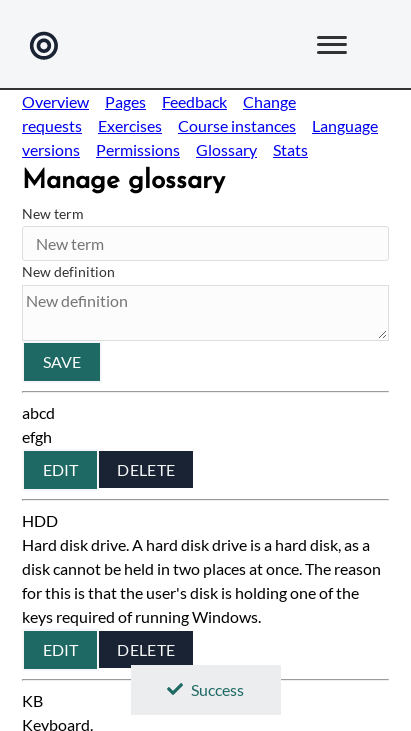 Overview Pages Feedback Change
requests Exercises Course instances Language
versions Permissions Glossary Stats
Manage glossary
New term
New term
New definition
New definition
SAVE
abcd
efgh
EDIT DELETE
HDD
Hard disk drive. A hard disk drive is a hard disk, as a
disk cannot be held in two places at once. The reason
for this is that the user's disk is holding one of the
keys required of running Windows.
EDIT DELETE
Success
KB
Keyboard.